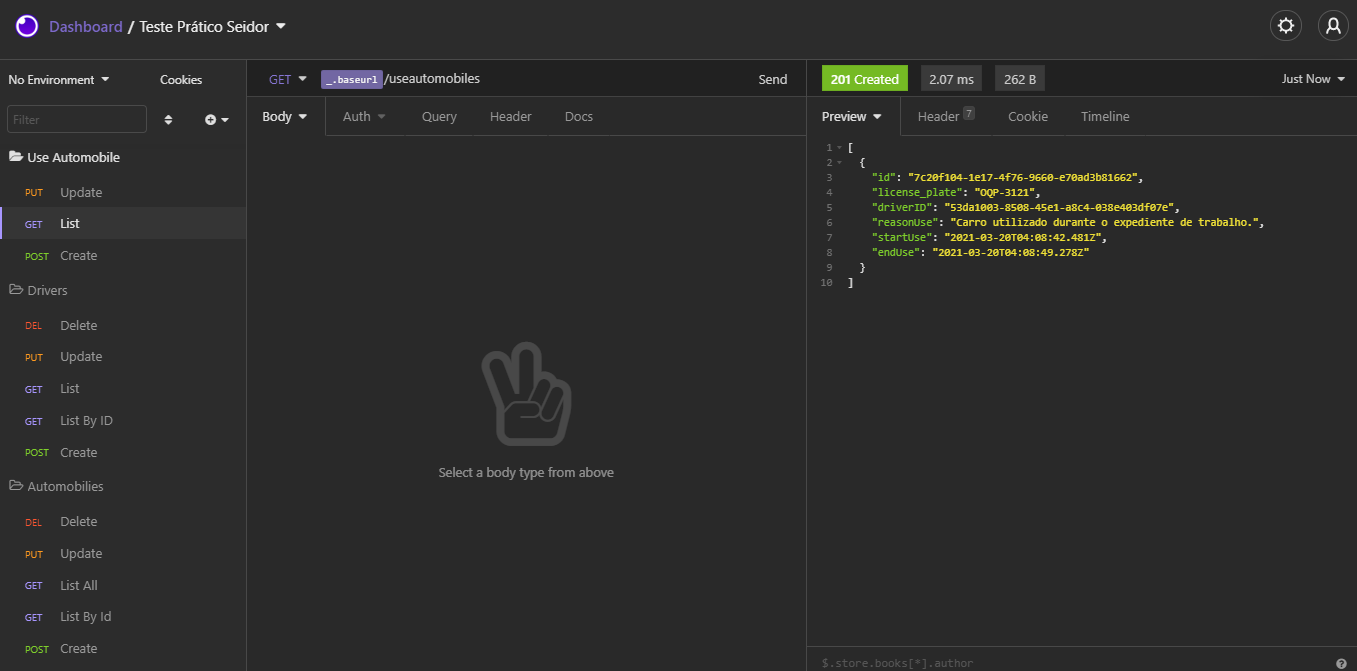 Dashboard / Teste Prático Seidor
No Environment
Cookies
Filter
Use Automobile
PUT Update
GET List
POST Create
Drivers
DEL Delete
PUT Update
GET List
GET List By ID
POST Create
Automobilies
DEL Delete
PUT Update
GET List All
GET List By Id
POST Create
GET _.baseurl /useautomobiles Send
Body Auth Query Header Docs
Select a body type from above
201 Created 2.07 ms 262 B Just Now
Preview Header 7 Cookie Timeline
1 [
2 {
3 "id": "7c20f104-1e17-4f76-9660-e70ad3b81662",
4 "license_plate": "OQP-3121",
5 "driverID": "53da1003-8508-45e1-a8c4-038e403df07e",
6 "reasonUse": "Carro utilizado durante o expediente de trabalho.",
7 "startUse": "2021-03-20T04:08:42.481Z",
8 "endUse": "2021-03-20T04:08:49.278Z"
9 }
10 ]
$.store.books[*].author